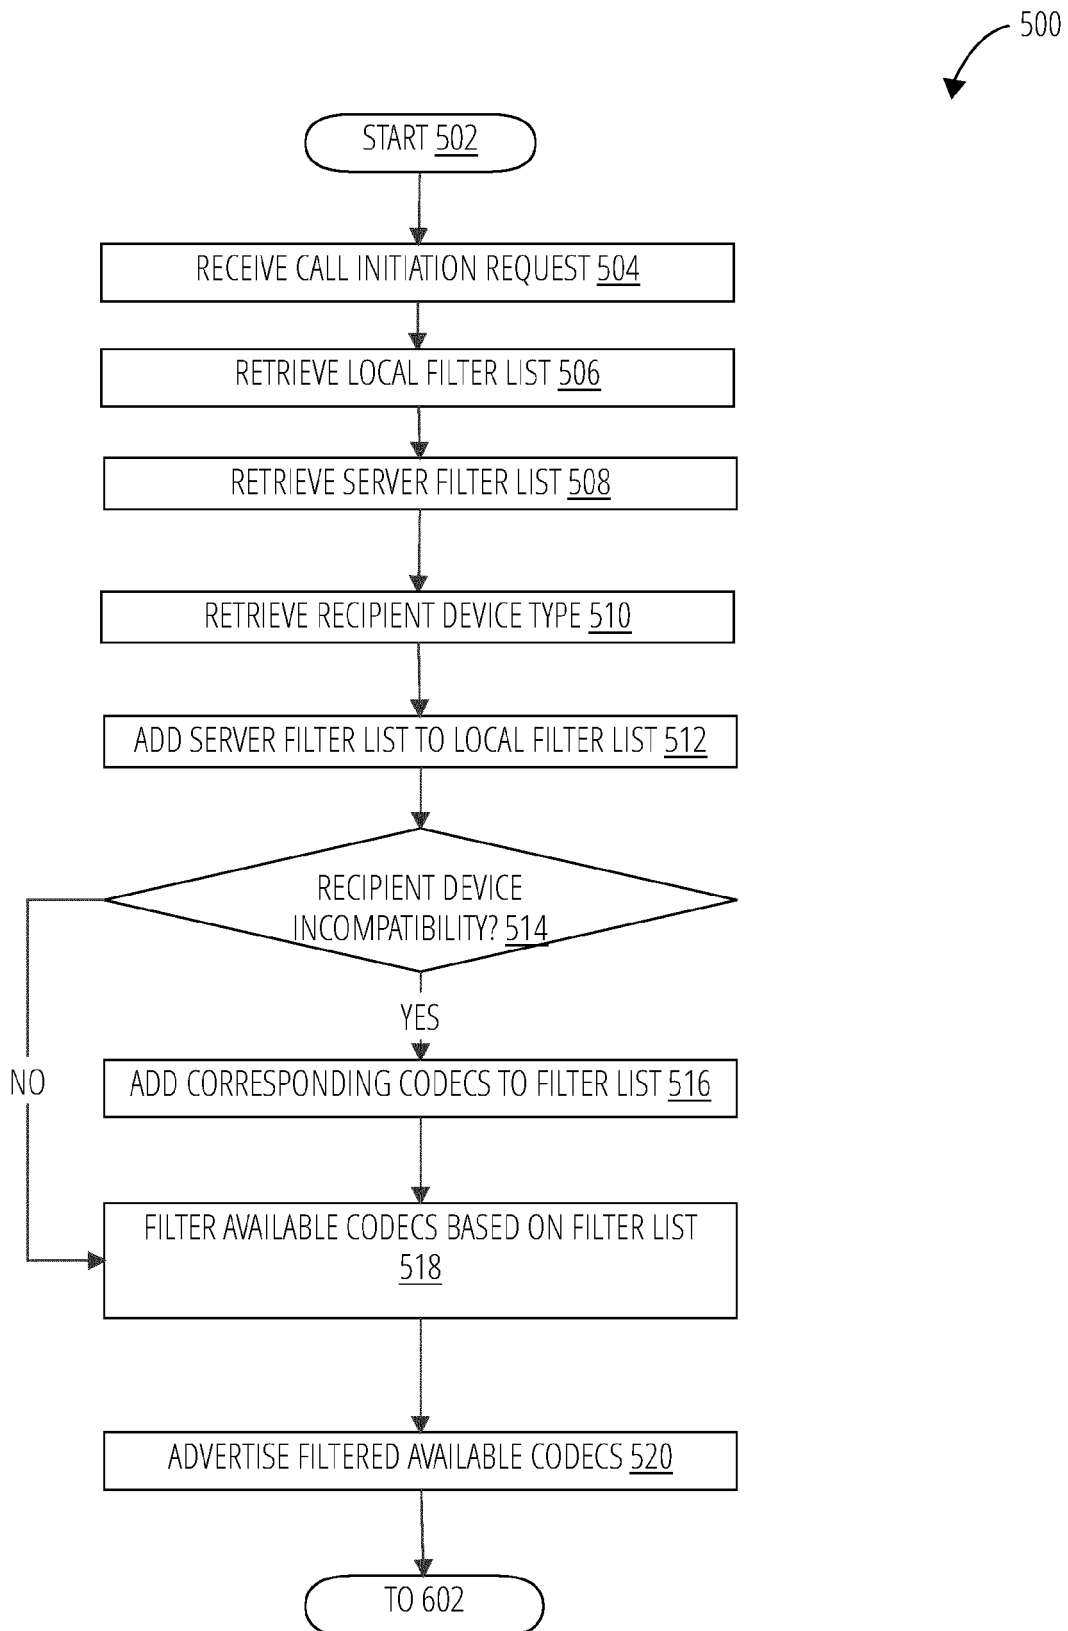 500
START 502
RECEIVE CALL INITIATION REQUEST 504
RETRIEVE LOCAL FILTER LIST 506
RETRIEVE SERVER FILTER LIST 508
RETRIEVE RECIPIENT DEVICE TYPE 510
ADD SERVER FILTER LIST TO LOCAL FILTER LIST 512
RECIPIENT DEVICE
INCOMPATIBILITY? 514
YES
NO
ADD CORRESPONDING CODECS TO FILTER LIST 516
FILTER AVAILABLE CODECS BASED ON FILTER LIST
518
ADVERTISE FILTERED AVAILABLE CODECS 520
TO 602